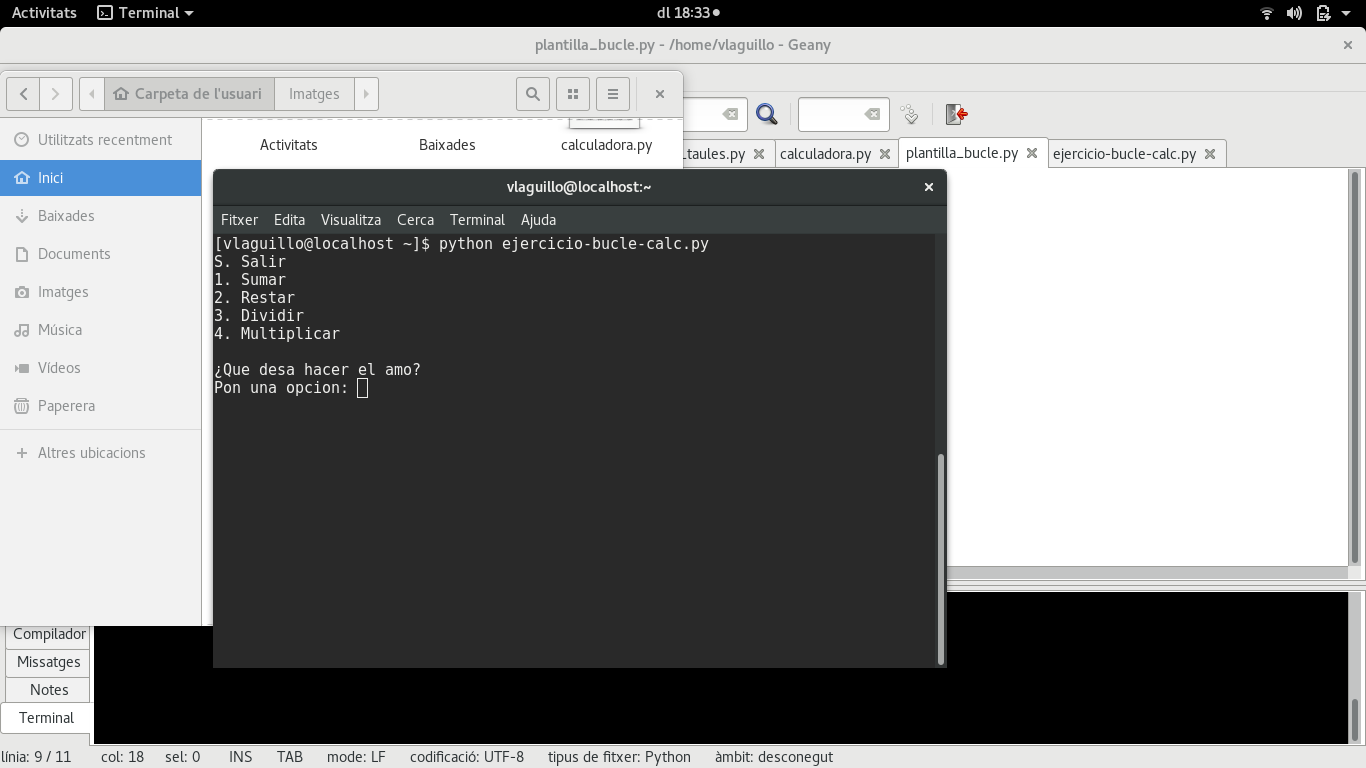 Activitats Terminal dl 18:33
plantilla_bucle.py - /home/vlaguillo - Geany
Carpeta de l'usuari Imatges
Utilitzats recentment
Inici
Baixades
Documents
Imatges
Música
Vídeos
Paperera
Altres ubicacions
Activitats Baixades calculadora.py
_taules.py calculadora.py plantilla_bucle.py ejercicio-bucle-calc.py
vlaguillo@localhost:~
Fitxer Edita Visualitza Cerca Terminal Ajuda
[vlaguillo@localhost ~]$ python ejercicio-bucle-calc.py
S. Salir
1. Sumar
2. Restar
3. Dividir
4. Multiplicar
¿Que desa hacer el amo?
Pon una opcion:
Compilador
Missatges
Notes
Terminal
línia: 9 / 11 col: 18 sel: 0 INS TAB mode: LF codificació: UTF-8 tipus de fitxer: Python àmbit: desconegut